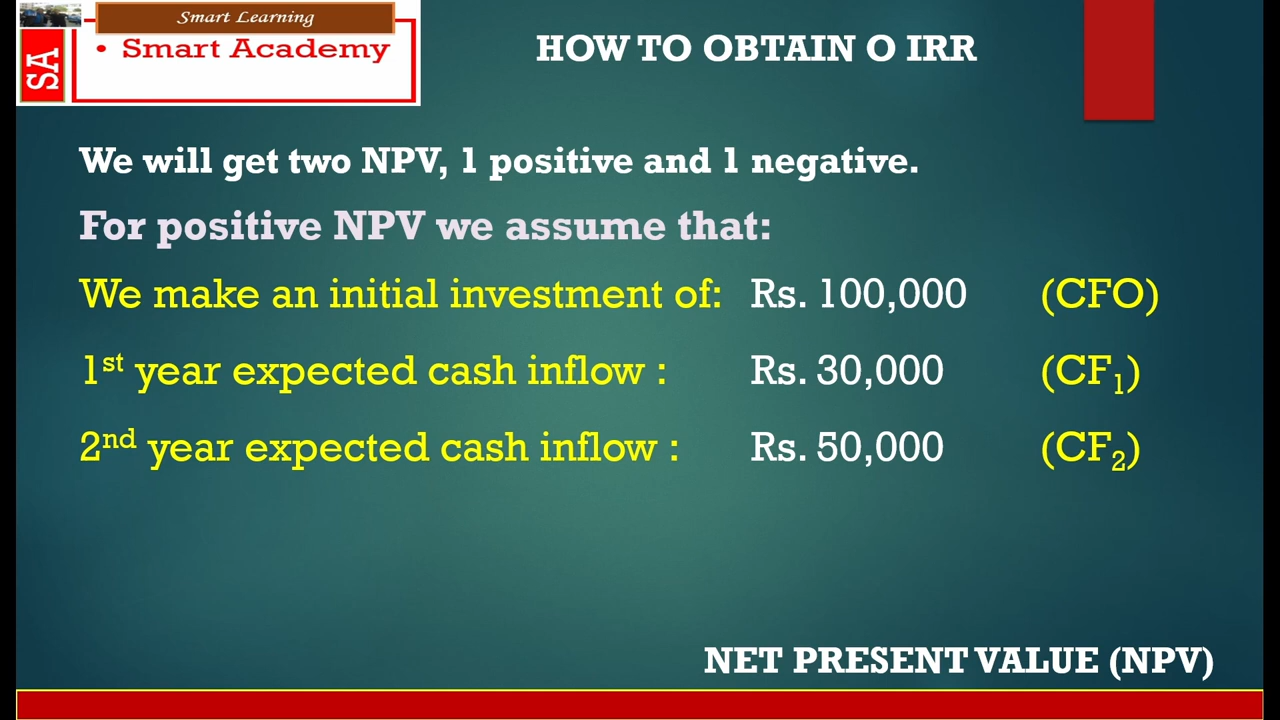 Smart Learning
• Smart Academy
SA
HOW TO OBTAIN O IRR
We will get two NPV, 1 positive and 1 negative.
For positive NPV we assume that:
We make an initial investment of: Rs. 100,000 (CFO)
1st year expected cash inflow : Rs. 30,000 (CF₁)
2nd year expected cash inflow : Rs. 50,000 (CF₂)
NET PRESENT VALUE (NPV)